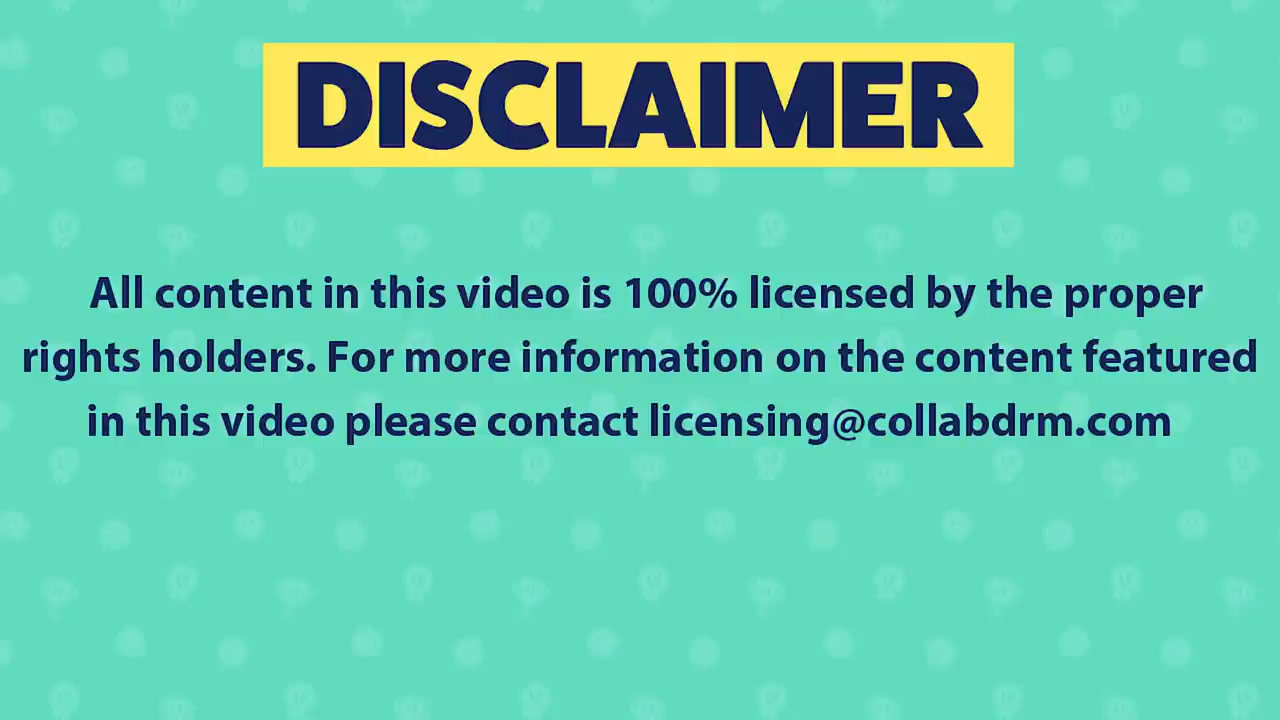 DISCLAIMER
All content in this video is 100% licensed by the proper
rights holders. For more information on the content featured
in this video please contact licensing@collabdrm.com